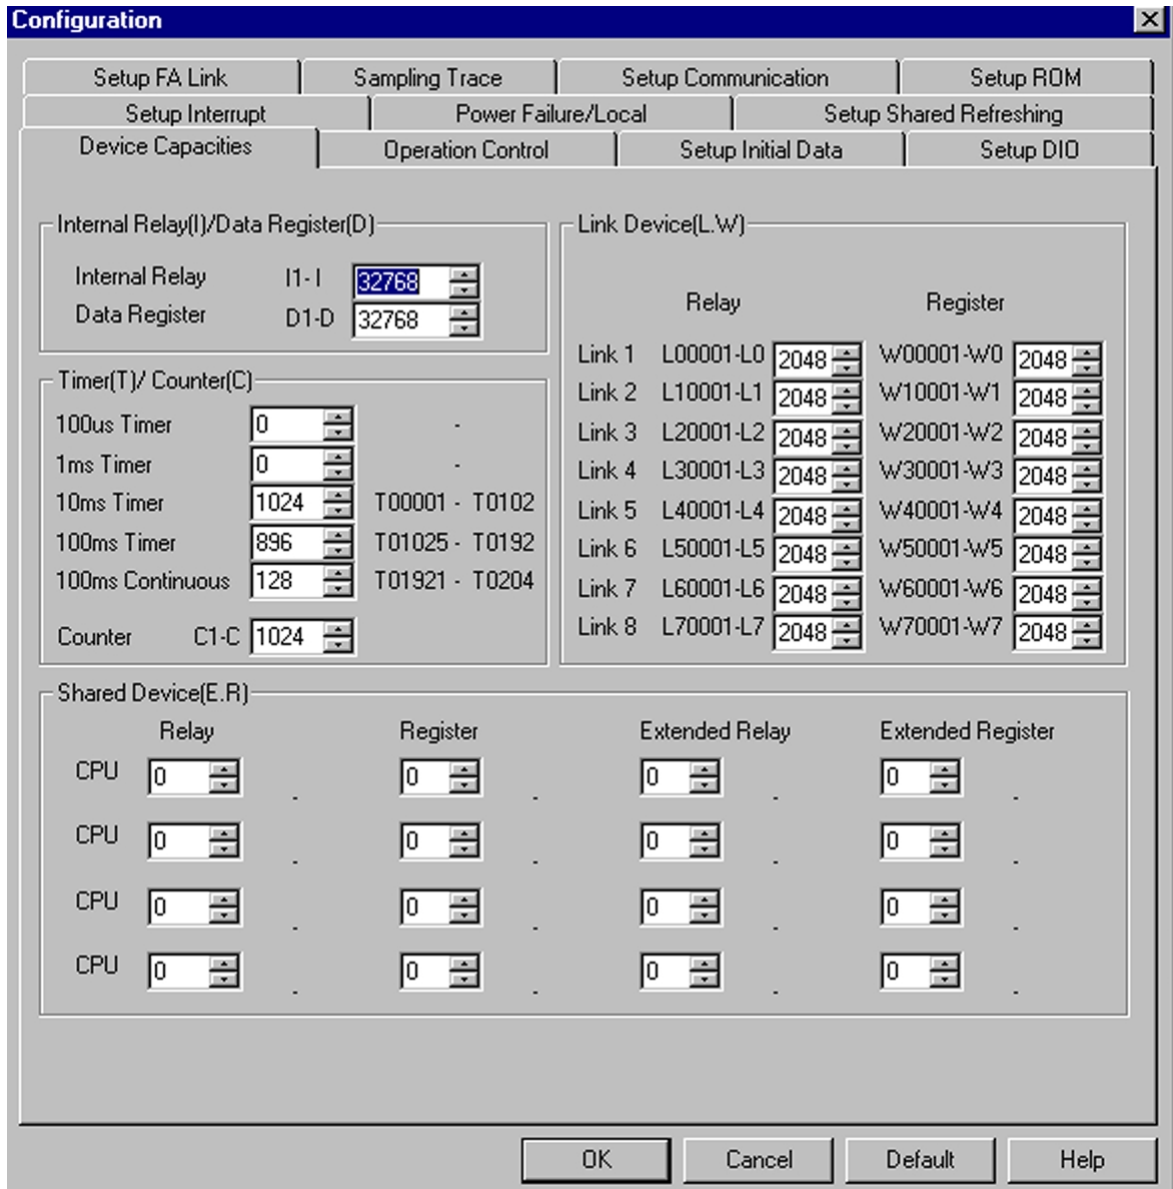 Configuration
Setup FA Link Sampling Trace Setup Communication Setup ROM
Setup Interrupt Power Failure/Local Setup Shared Refreshing
Device Capacities Operation Control Setup Initial Data Setup DIO
Internal Relay(I)/Data Register(D)
Internal Relay I1- I 32768
Data Register D1-D 32768
Timer(T)/ Counter(C)
100us Timer 0 -
1ms Timer 0 -
10ms Timer 1024 T00001 - T0102
100ms Timer 896 T01025 - T0192
100ms Continuous 128 T01921 - T0204
Counter C1-C 1024
Link Device(L.W)
Relay Register
Link 1 L00001-L0 2048 W00001-W0 2048
Link 2 L10001-L1 2048 W10001-W1 2048
Link 3 L20001-L2 2048 W20001-W2 2048
Link 4 L30001-L3 2048 W30001-W3 2048
Link 5 L40001-L4 2048 W40001-W4 2048
Link 6 L50001-L5 2048 W50001-W5 2048
Link 7 L60001-L6 2048 W60001-W6 2048
Link 8 L70001-L7 2048 W70001-W7 2048
Shared Device(E.R)
Relay Register Extended Relay Extended Register
CPU 0 - 0 - 0 - 0 -
CPU 0 - 0 - 0 - 0 -
CPU 0 - 0 - 0 - 0 -
CPU 0 - 0 - 0 - 0 -
OK Cancel Default Help